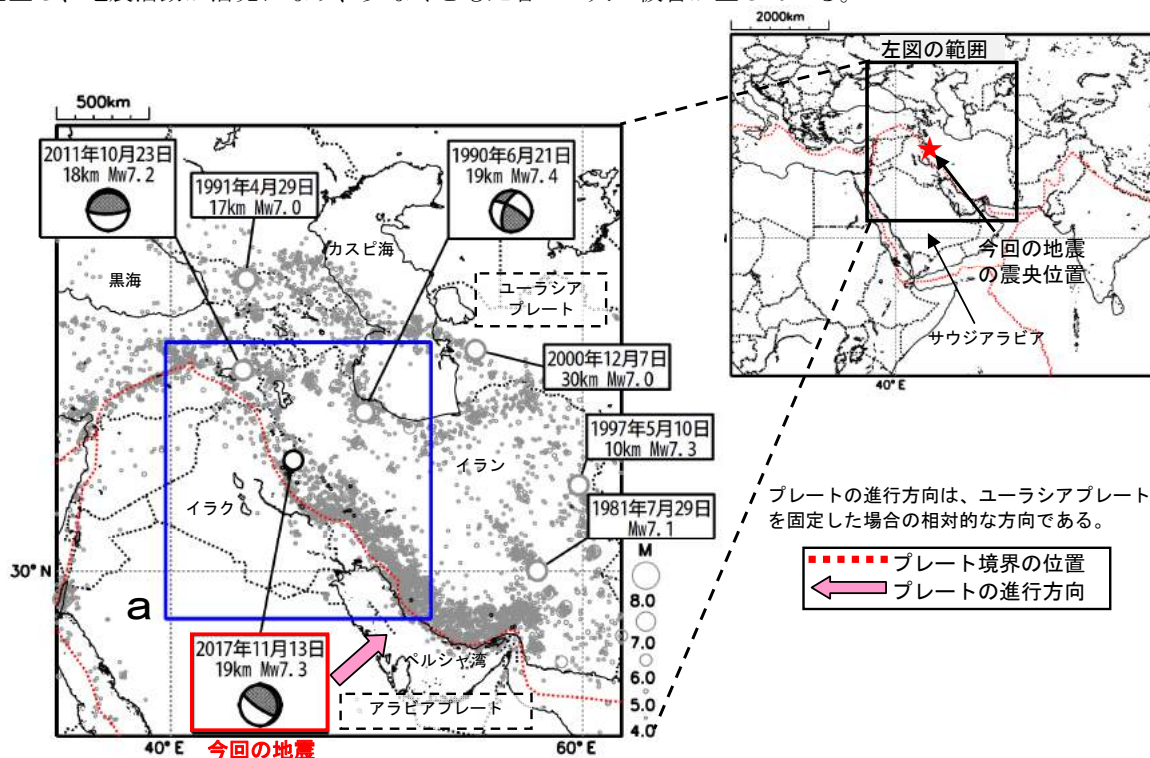 2000km
左図の範囲
500km
2011年10月23日
18km Mw7.2
1990年6月21日
19km Mw7.4
1991年4月29日
17km Mw7.0
カスピ海
黒海
ユーラシア
プレート
今回の地震
の震央位置
サウジアラビア
40°E
2000年12月7日
30km Mw7.0
1997年5月10日
10km Mw7.3
イラン
イラク
1981年7月29日
Mw7.1
プレートの進行方向は、ユーラシアプレート
を固定した場合の相対的な方向である。
プレート境界の位置
プレートの進行方向
M
8.0
7.0
6.0
5.0
4.0
30°N
a
2017年11月13日
19km Mw7.3
ペルシャ湾
アラビアプレート
40°E
60°E
今回の地震